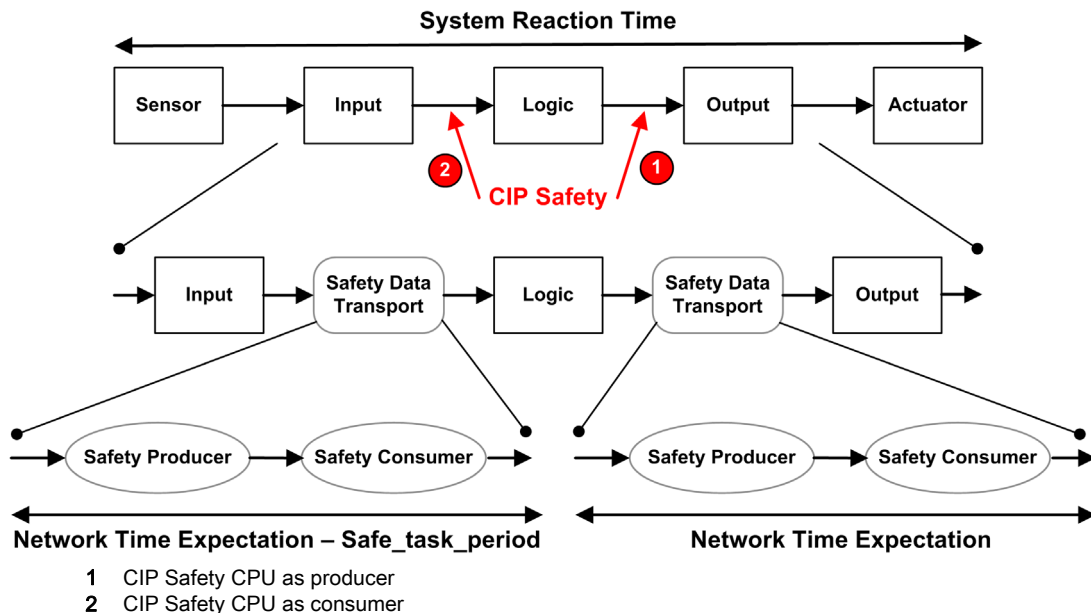 System Reaction Time
Sensor
Input
Logic
Output
Actuator
2
1
CIP Safety
Input
Safety Data
Transport
Logic
Safety Data
Transport
Output
Safety Producer
Safety Consumer
Safety Producer
Safety Consumer
Network Time Expectation – Safe_task_period
Network Time Expectation
1 CIP Safety CPU as producer
2 CIP Safety CPU as consumer